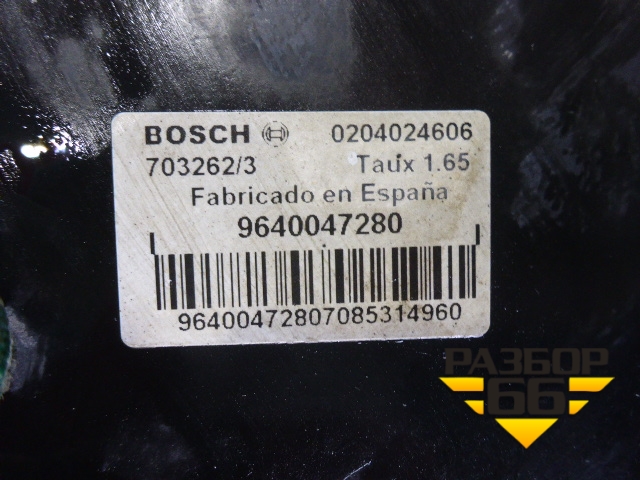 BOSCH 0204024606
703262/3 Taux 1.65
Fabricado en España
9640047280
96400472807085314960
РАЗБОР
66